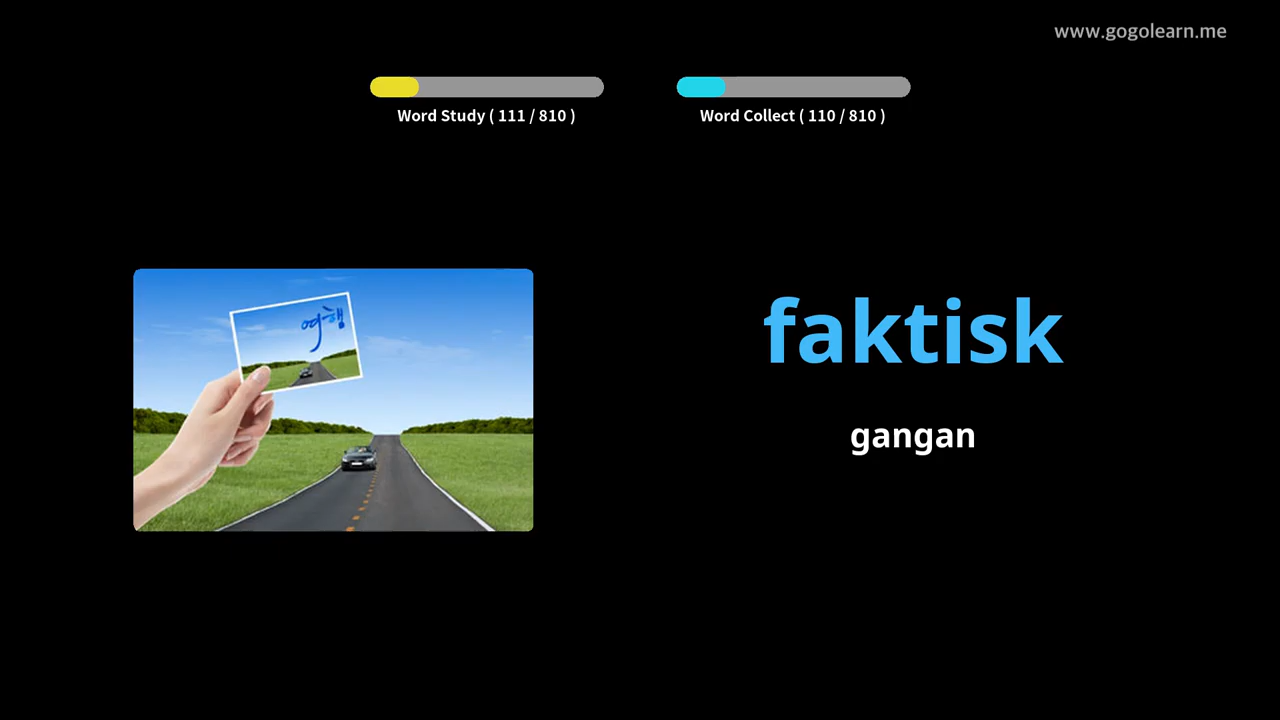 www.gogolearn.me
Word Study ( 111 / 810 )
Word Collect ( 110 / 810 )
여행
faktisk
gangan